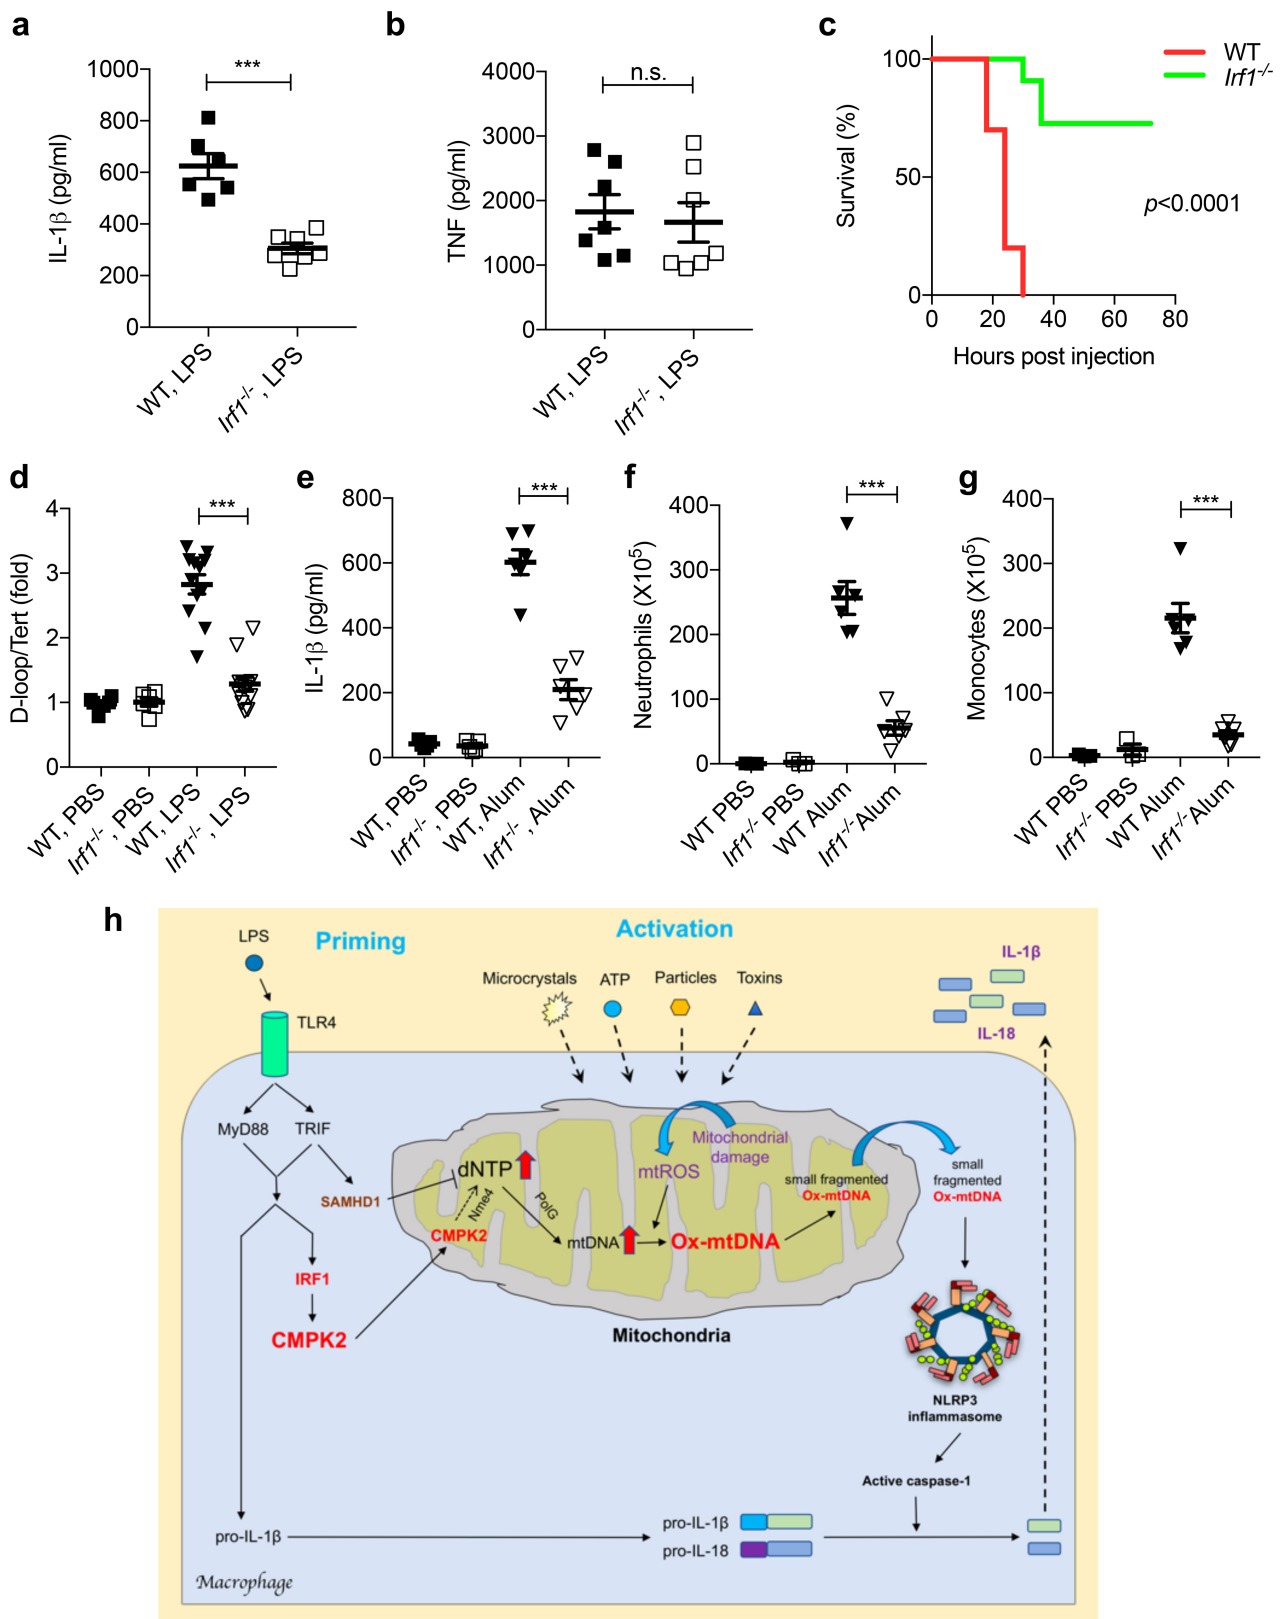 a
1000
800
600
400
200
0
IL-1β (pg/ml)
***
WT, LPS
Irf1-/-, LPS
b
4000
3000
2000
1000
0
TNF (pg/ml)
n.s.
WT, LPS
Irf1-/-, LPS
c
100
50
0
Survival (%)
0 20 40 60 80
Hours post injection
WT
Irf1-/-
p<0.0001
d
4
3
2
1
0
D-loop/Tert (fold)
***
WT, PBS
Irf1-/-, PBS
WT, LPS
Irf1-/-, LPS
e
800
600
400
200
0
IL-1β (pg/ml)
***
WT, PBS
Irf1-/-, PBS
WT, Alum
Irf1-/-, Alum
f
400
300
200
100
0
Neutrophils (X10⁵)
***
WT PBS
Irf1-/- PBS
WT Alum
Irf1-/- Alum
g
400
300
200
100
0
Monocytes (X10⁵)
***
WT PBS
Irf1-/- PBS
WT Alum
Irf1-/- Alum
h
LPS
Priming
Activation
TLR4
Microcrystals
ATP
Particles
Toxins
IL-1β
IL-18
MyD88
TRIF
SAMHD1
IRF1
CMPK2
dNTP
Nme4
CMPK2
PolG
mtDNA
mtROS
Mitochondrial
damage
Ox-mtDNA
small fragmented
Ox-mtDNA
small
fragmented
Ox-mtDNA
Mitochondria
NLRP3
inflammasome
Active caspase-1
pro-IL-1β
pro-IL-1β
pro-IL-18
Macrophage